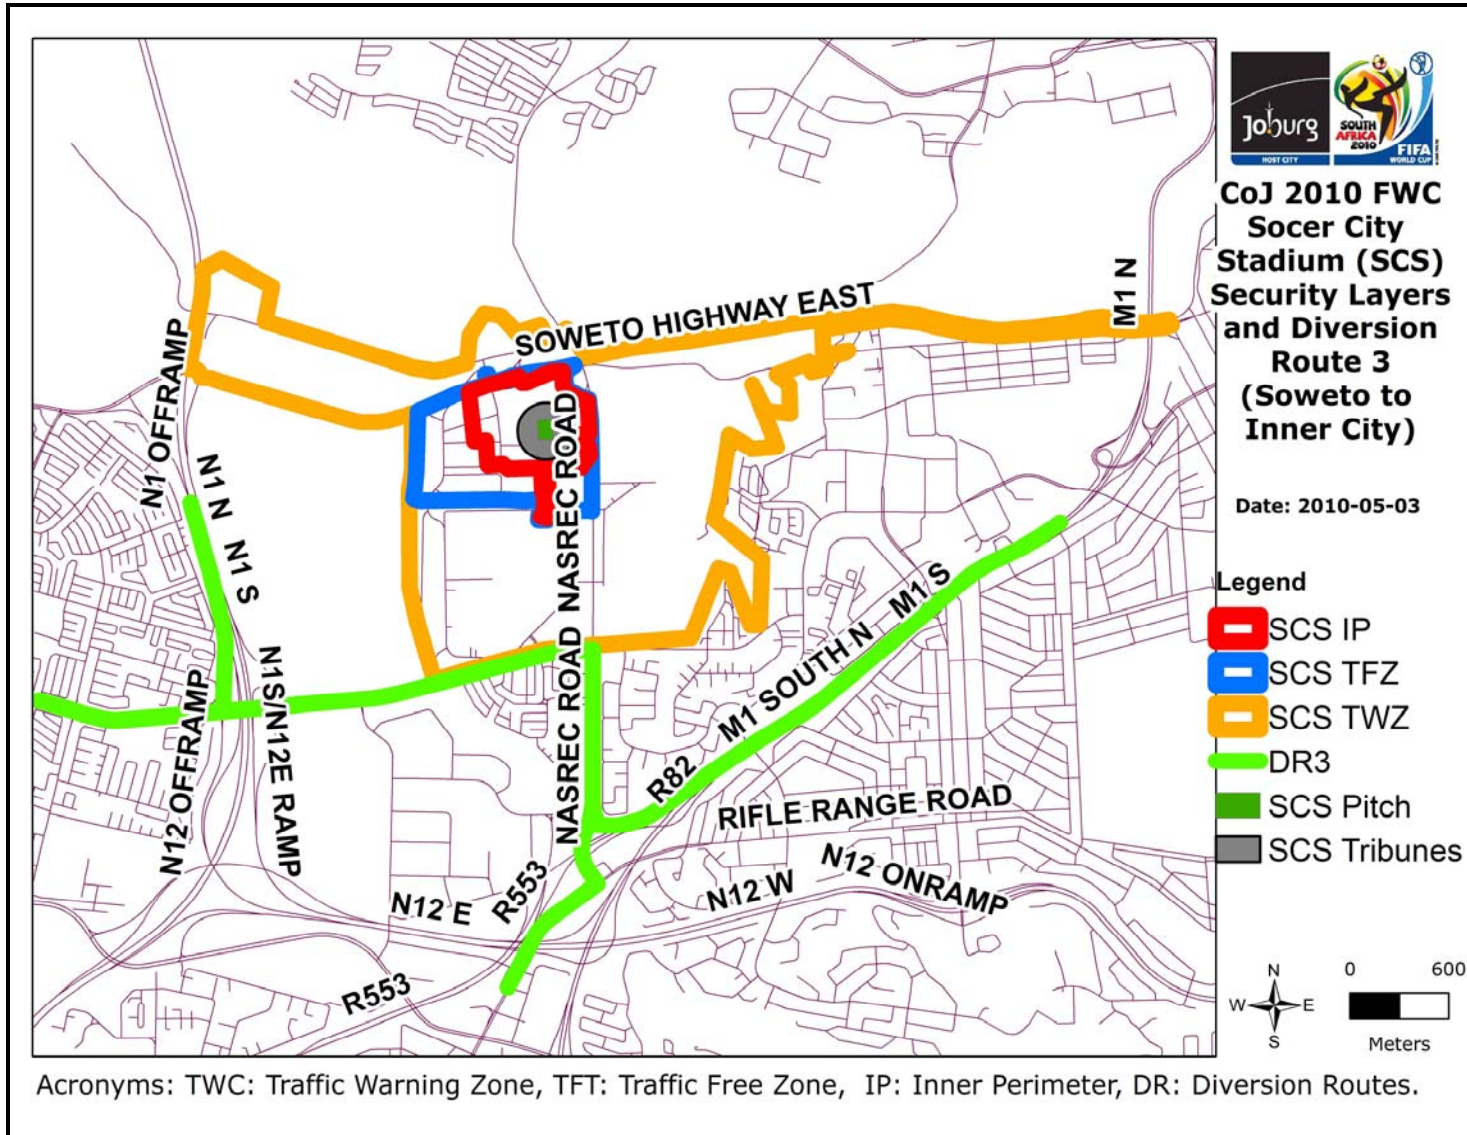 Joburg
HOST CITY
SOUTH
AFRICA
2010
FIFA
WORLD CUP
CoJ 2010 FWC
Socer City
Stadium (SCS)
Security Layers
and Diversion
Route 3
(Soweto to
Inner City)
Date: 2010-05-03
Legend
SCS IP
SCS TFZ
SCS TWZ
DR3
SCS Pitch
SCS Tribunes
N
W E
S
0 600
Meters
SOWETO HIGHWAY EAST
M1 N
N1 OFFRAMP
N1 N
N1 S
NASREC ROAD
NASREC ROAD
NASREC ROAD
M1 S
M1 SOUTH N
N12 OFFRAMP
N1S/N12E RAMP
R82
RIFLE RANGE ROAD
N12 E
R553
N12 W
N12 ONRAMP
R553
Acronyms: TWC: Traffic Warning Zone, TFT: Traffic Free Zone, IP: Inner Perimeter, DR: Diversion Routes.